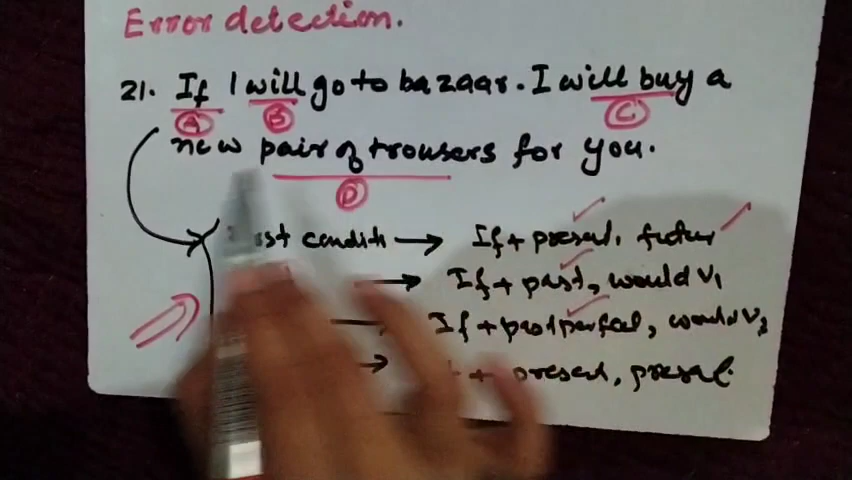 Error detection.
21. If I will go to bazaar. I will buy a
A B C
new pair of trousers for you.
D
condith → If + present, future
→ If + past, would V1
If + past perfect, would V3
+ present, present.